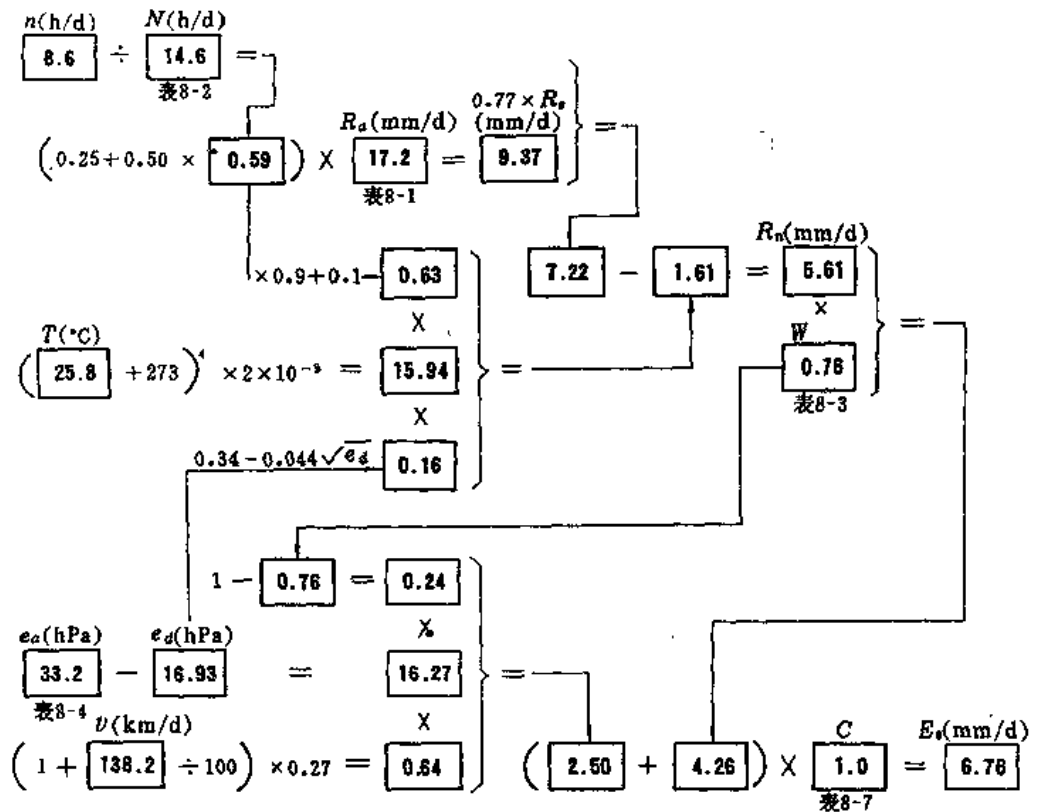 n(h/d) N(h/d)
8.6 ÷ 14.6 =
表8-2
0.77×Rs
Ra(mm/d) (mm/d)
(0.25+0.50 × 0.59) × 17.2 = 9.37 } =
表8-1
Rn(mm/d)
×0.9+0.1 0.63 7.22 - 1.61 = 5.61
× ×
T(°C) W
(25.8 +273)⁴ ×2×10⁻⁹ = 15.94 } = 0.76 } =
× 表8-3
0.34-0.044√ed 0.16
1- 0.76 = 0.24
ea(hPa) ed(hPa) ×
33.2 - 16.93 = 16.27 } =
表8-4
υ(km/d) × C E0(mm/d)
(1+ 138.2 ÷100) ×0.27 = 0.64 (2.50 + 4.26) × 1.0 = 6.76
表8-7